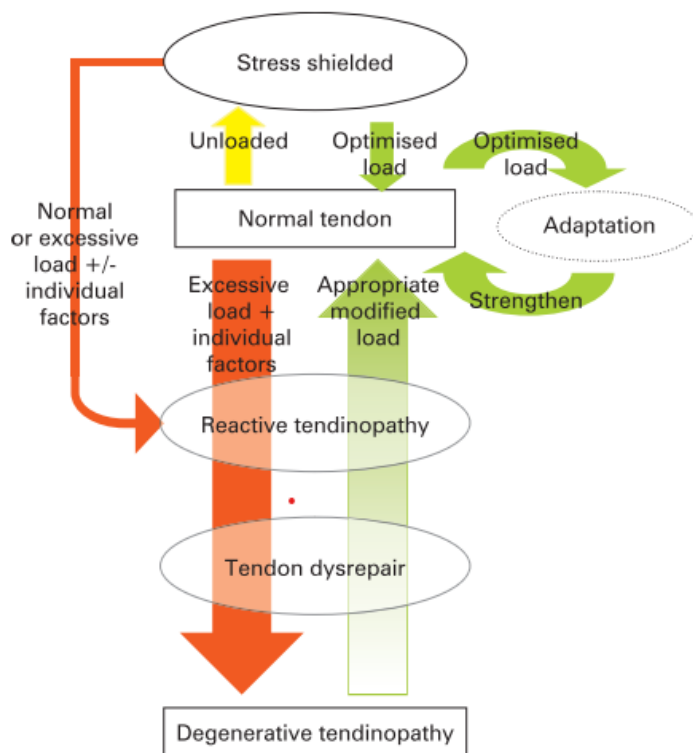 Stress shielded
Unloaded
Optimised
load
Optimised
load
Normal
or excessive
load +/-
individual
factors
Normal tendon
Adaptation
Excessive
load +
individual
factors
Appropriate
modified
load
Strengthen
Reactive tendinopathy
Tendon dysrepair
Degenerative tendinopathy